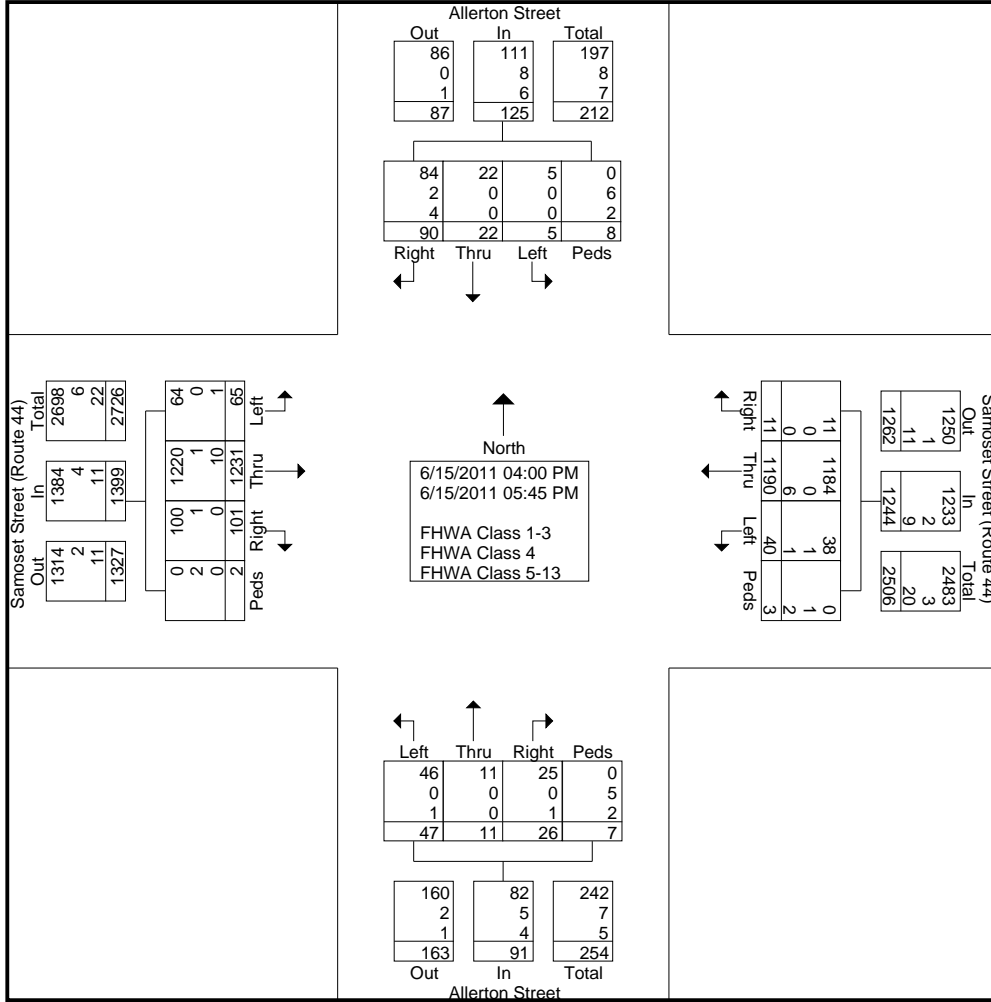 Allerton Street
Out In Total
86 111 197
0 8 8
1 6 7
87 125 212
84 22 5 0
2 0 0 6
4 0 0 2
90 22 5 8
Right Thru Left Peds
Samoset Street (Route 44)
Total In Out
2698 1384 1314
6 4 2
22 11 11
2726 1399 1327
64 1220 100 0
0 1 1 2
1 10 0 0
65 1231 101 2
Left Thru Right Peds
North
6/15/2011 04:00 PM
6/15/2011 05:45 PM
FHWA Class 1-3
FHWA Class 4
FHWA Class 5-13
Right Thru Left Peds
11 1190 40 3
0 6 1 2
0 0 1 1
11 1184 38 0
Samoset Street (Route 44)
Out In Total
1250 1233 2483
1 2 3
11 9 20
1262 1244 2506
Left Thru Right Peds
46 11 25 0
0 0 0 5
1 0 1 2
47 11 26 7
160 82 242
2 5 7
1 4 5
163 91 254
Out In Total
Allerton Street